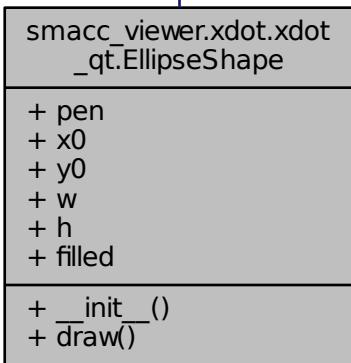 smacc_viewer.xdot.xdot
_qt.EllipseShape
+ pen
+ x0
+ y0
+ w
+ h
+ filled
+ __init__()
+ draw()